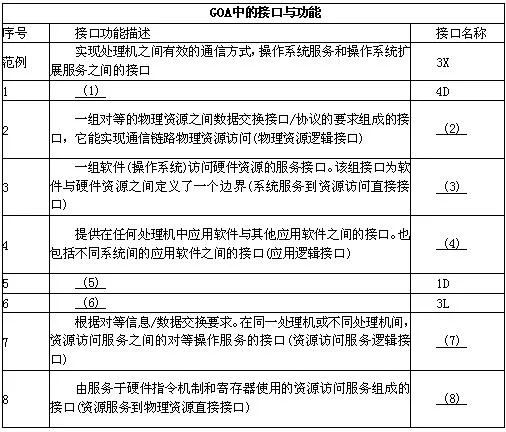 GOA中的接口与功能
序号 接口功能描述 接口名称
范例 实现处理机之间有效的通信方式，操作系统服务和操作系统扩 3X
展服务之间的接口
1 (1) 4D
一组对等的物理资源之间数据交换接口/协议的要求组成的接
2 口，它能实现通信链路物理资源访问(物理资源逻辑接口) (2)
一组软件(操作系统)访问硬件资源的服务接口。该组接口为软
3 件与硬件资源之间定义了一个边界(系统服务到资源访问直接接 (3)
口)
提供在任何处理机中应用软件与其他应用软件之间的接口。也
4 包括不同系统间的应用软件之间的接口(应用逻辑接口) (4)
5 (5) 1D
6 (6) 3L
根据对等信息/数据交换要求。在同一处理机或不同处理机间，
7 资源访问服务之间的对等操作服务的接口(资源访问服务逻辑接 (7)
口)
由服务于硬件指令机制和寄存器使用的资源访问服务组成的
8 接口(资源服务到物理资源直接接口) (8)